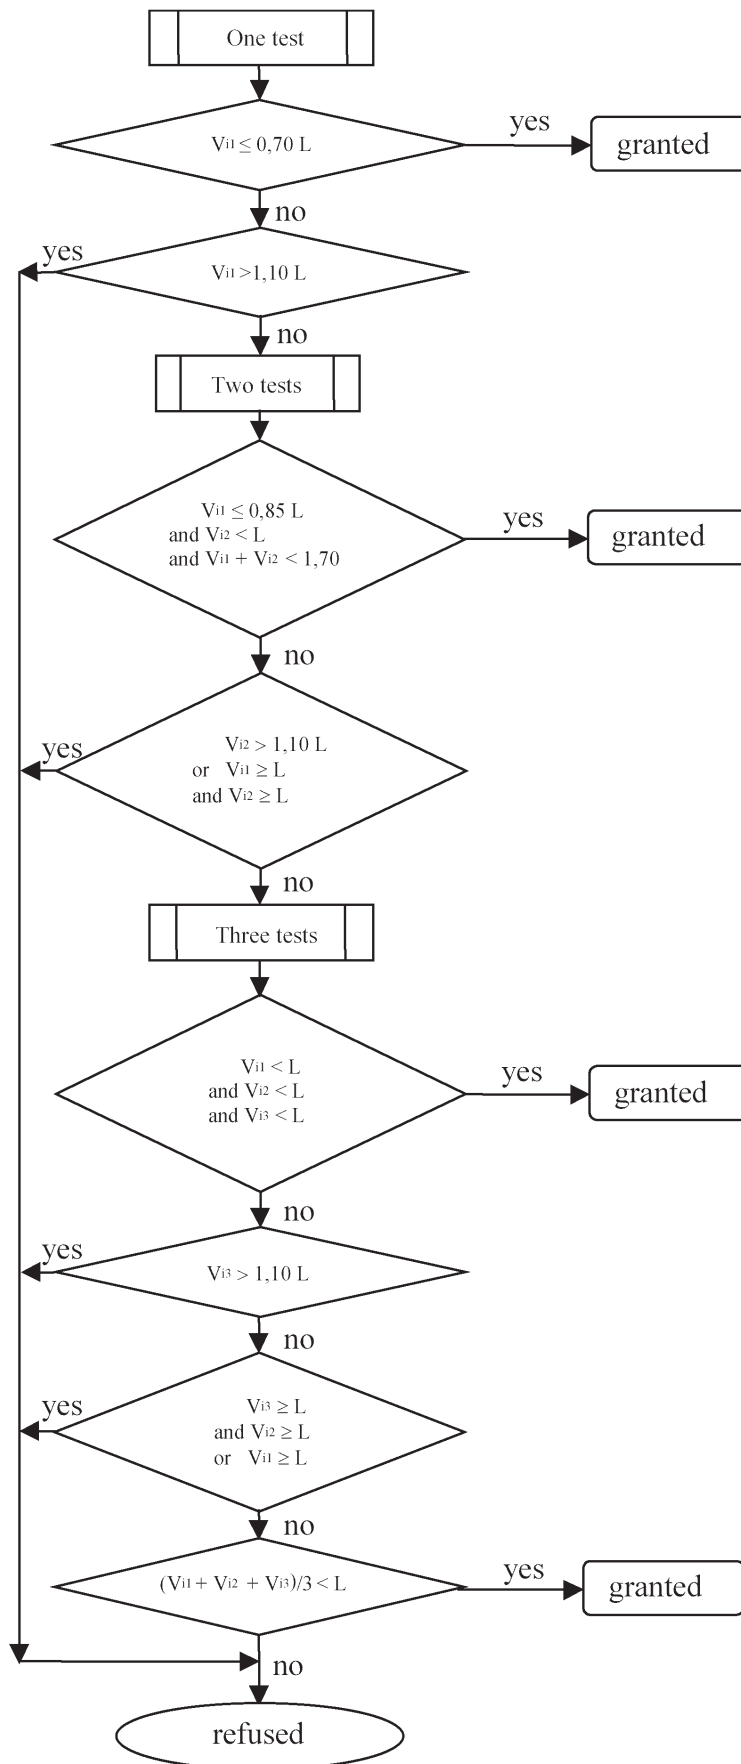 One test
Vi1 ≤ 0,70 L
yes
granted
no
yes
Vi1 >1,10 L
no
Two tests
Vi1 ≤ 0,85 L
and Vi2 < L
and Vi1 + Vi2 < 1,70
yes
granted
no
yes
Vi2 > 1,10 L
or Vi1 ≥ L
and Vi2 ≥ L
no
Three tests
Vi1 < L
and Vi2 < L
and Vi3 < L
yes
granted
no
yes
Vi3 > 1,10 L
no
yes
Vi3 ≥ L
and Vi2 ≥ L
or Vi1 ≥ L
no
(Vi1 + Vi2 + Vi3)/3 < L
yes
granted
no
refused